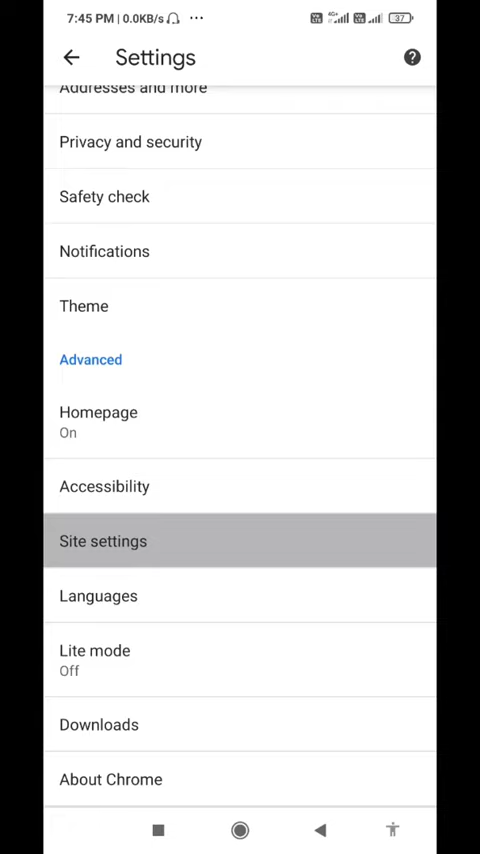 7:45 PM | 0.0KB/s ...
37
Settings
Addresses and more
Privacy and security
Safety check
Notifications
Theme
Advanced
Homepage
On
Accessibility
Site settings
Languages
Lite mode
Off
Downloads
About Chrome